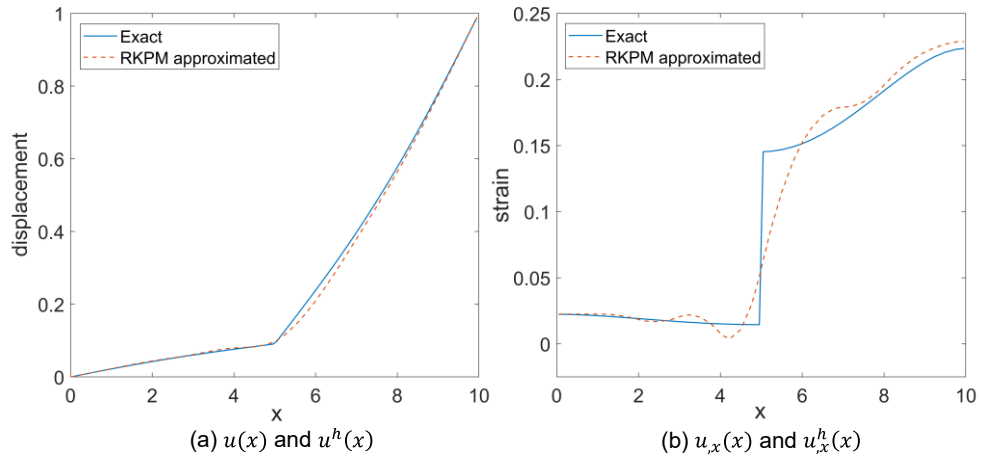 Exact
RKPM approximated
displacement
1
0.8
0.6
0.4
0.2
0
0 2 4 6 8 10
x
(a) u(x) and u^h(x)
Exact
RKPM approximated
strain
0.25
0.2
0.15
0.1
0.05
0
0 2 4 6 8 10
x
(b) u,x(x) and u^h,x(x)